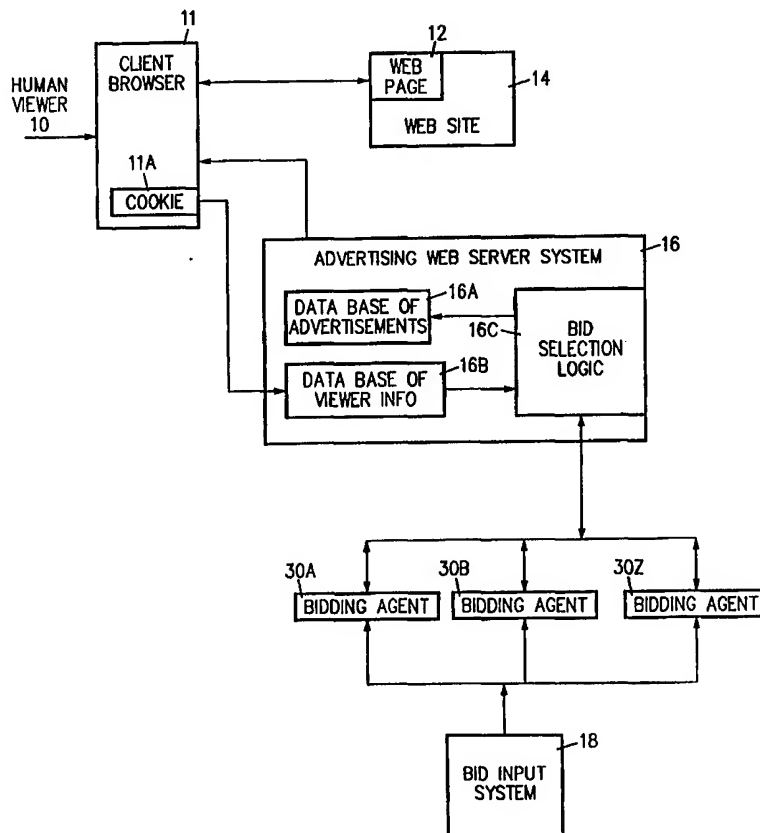 11
CLIENT
BROWSER
HUMAN
VIEWER
10
11A
COOKIE
12
WEB
PAGE
14
WEB SITE
16
ADVERTISING WEB SERVER SYSTEM
16A
DATA BASE OF
ADVERTISEMENTS
16C
BID
SELECTION
LOGIC
16B
DATA BASE OF
VIEWER INFO
30A
BIDDING AGENT
30B
BIDDING AGENT
30Z
BIDDING AGENT
18
BID INPUT
SYSTEM